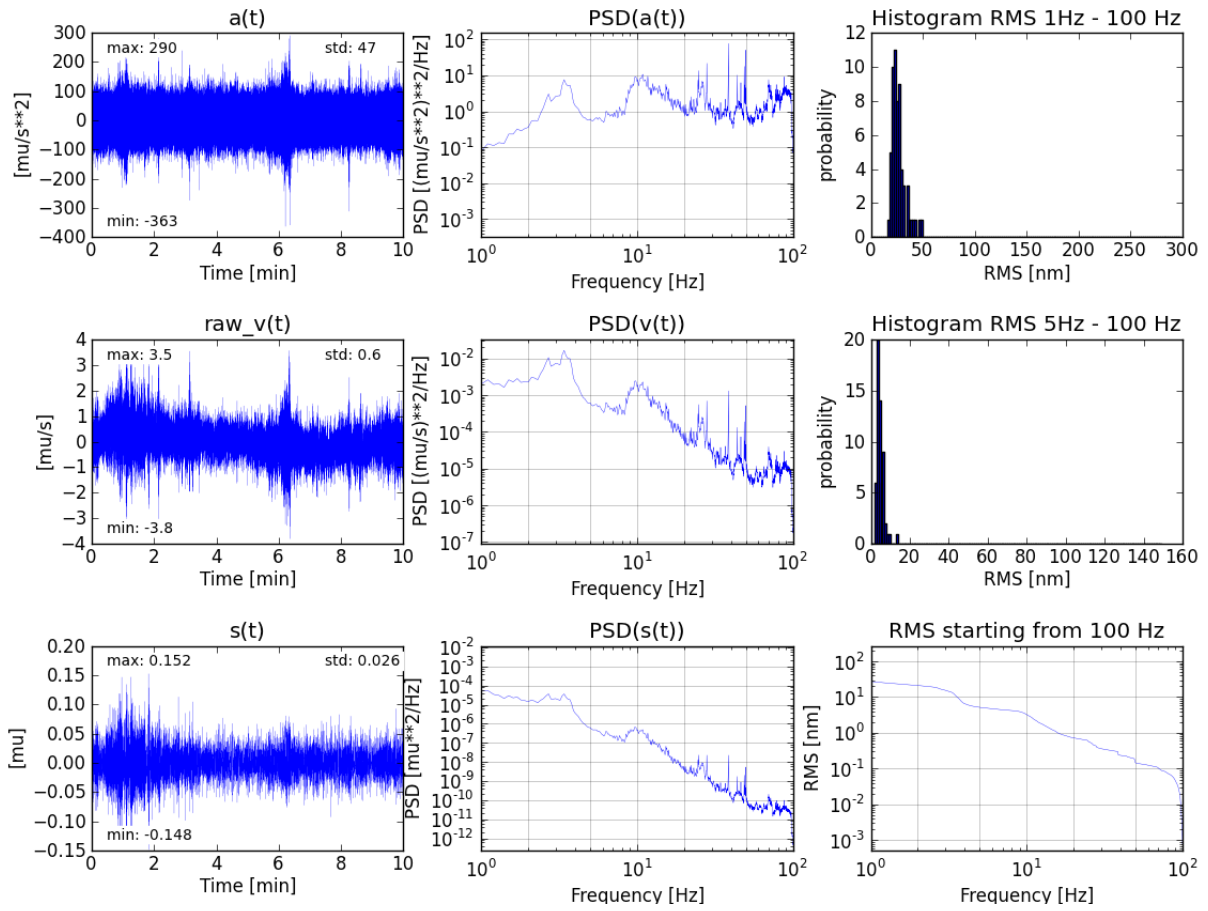 a(t)
max: 290
std: 47
300
200
100
0
−100
−200
−300
−400
[mu/s**2]
min: -363
0 2 4 6 8 10
Time [min]
PSD(a(t))
10^2
10^1
10^0
10^-1
10^-2
10^-3
PSD [(mu/s**2)**2/Hz]
10^0 10^1 10^2
Frequency [Hz]
Histogram RMS 1Hz - 100 Hz
12
10
8
6
4
2
0
probability
0 50 100 150 200 250 300
RMS [nm]
raw_v(t)
max: 3.5
std: 0.6
4
3
2
1
0
−1
−2
−3
−4
[mu/s]
min: -3.8
0 2 4 6 8 10
Time [min]
PSD(v(t))
10^-2
10^-3
10^-4
10^-5
10^-6
10^-7
PSD [(mu/s)**2/Hz]
10^0 10^1 10^2
Frequency [Hz]
Histogram RMS 5Hz - 100 Hz
20
15
10
5
0
probability
0 20 40 60 80 100 120 140 160
RMS [nm]
s(t)
max: 0.152
std: 0.026
0.20
0.15
0.10
0.05
0.00
−0.05
−0.10
−0.15
[mu]
min: -0.148
0 2 4 6 8 10
Time [min]
PSD(s(t))
10^-2
10^-3
10^-4
10^-5
10^-6
10^-7
10^-8
10^-9
10^-10
10^-11
10^-12
PSD [mu**2/Hz]
10^0 10^1 10^2
Frequency [Hz]
RMS starting from 100 Hz
10^2
10^1
10^0
10^-1
10^-2
10^-3
RMS [nm]
10^0 10^1 10^2
Frequency [Hz]